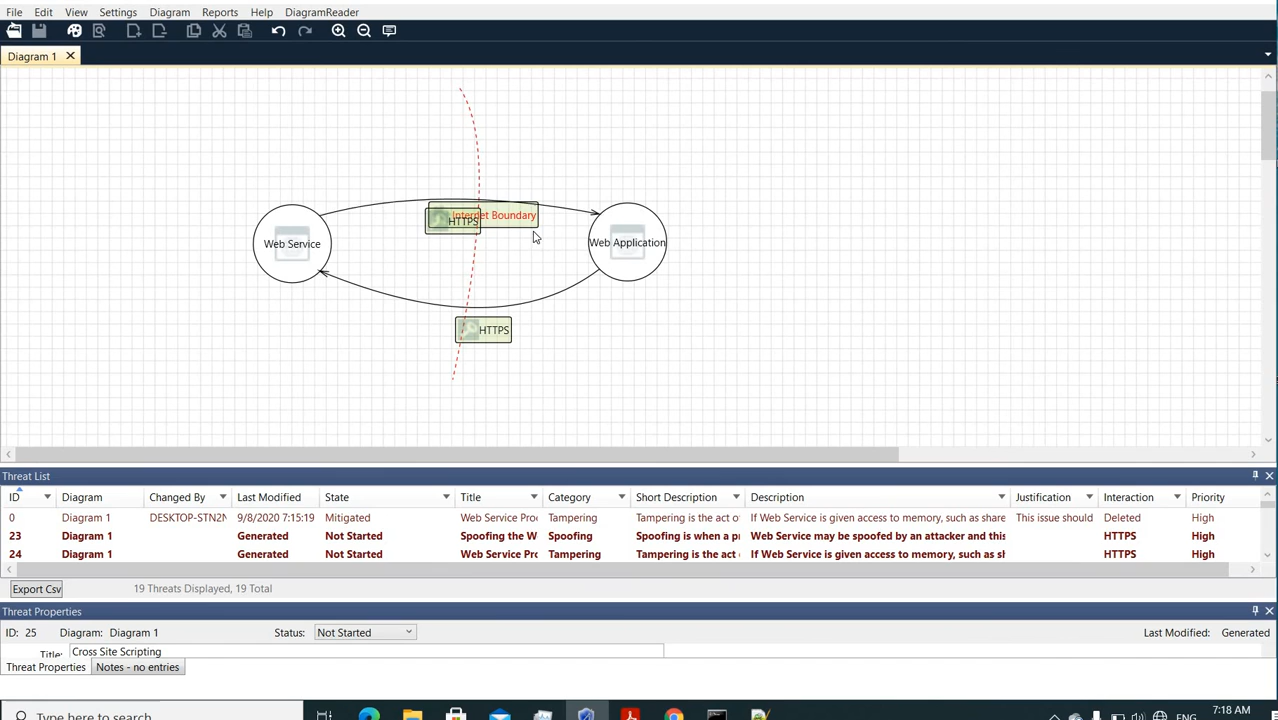 File Edit View Settings Diagram Reports Help DiagramReader
Diagram 1
Internet Boundary
HTTPS
Web Service
Web Application
HTTPS
Threat List
ID Diagram Changed By Last Modified State Title Category Short Description Description Justification Interaction Priority
0 Diagram 1 DESKTOP-STN2N 9/8/2020 7:15:19 Mitigated Web Service Pro Tampering Tampering is the act o If Web Service is given access to memory, such as share This issue should Deleted High
23 Diagram 1 Generated Not Started Spoofing the W Spoofing Spoofing is when a p Web Service may be spoofed by an attacker and this HTTPS High
24 Diagram 1 Generated Not Started Web Service Pro Tampering Tampering is the act If Web Service is given access to memory, such as sh HTTPS High
Export Csv 19 Threats Displayed, 19 Total
Threat Properties
ID: 25 Diagram: Diagram 1 Status: Not Started Last Modified: Generated
Title: Cross Site Scripting
Threat Properties Notes - no entries
Type here to search
ENG 7:18 AM